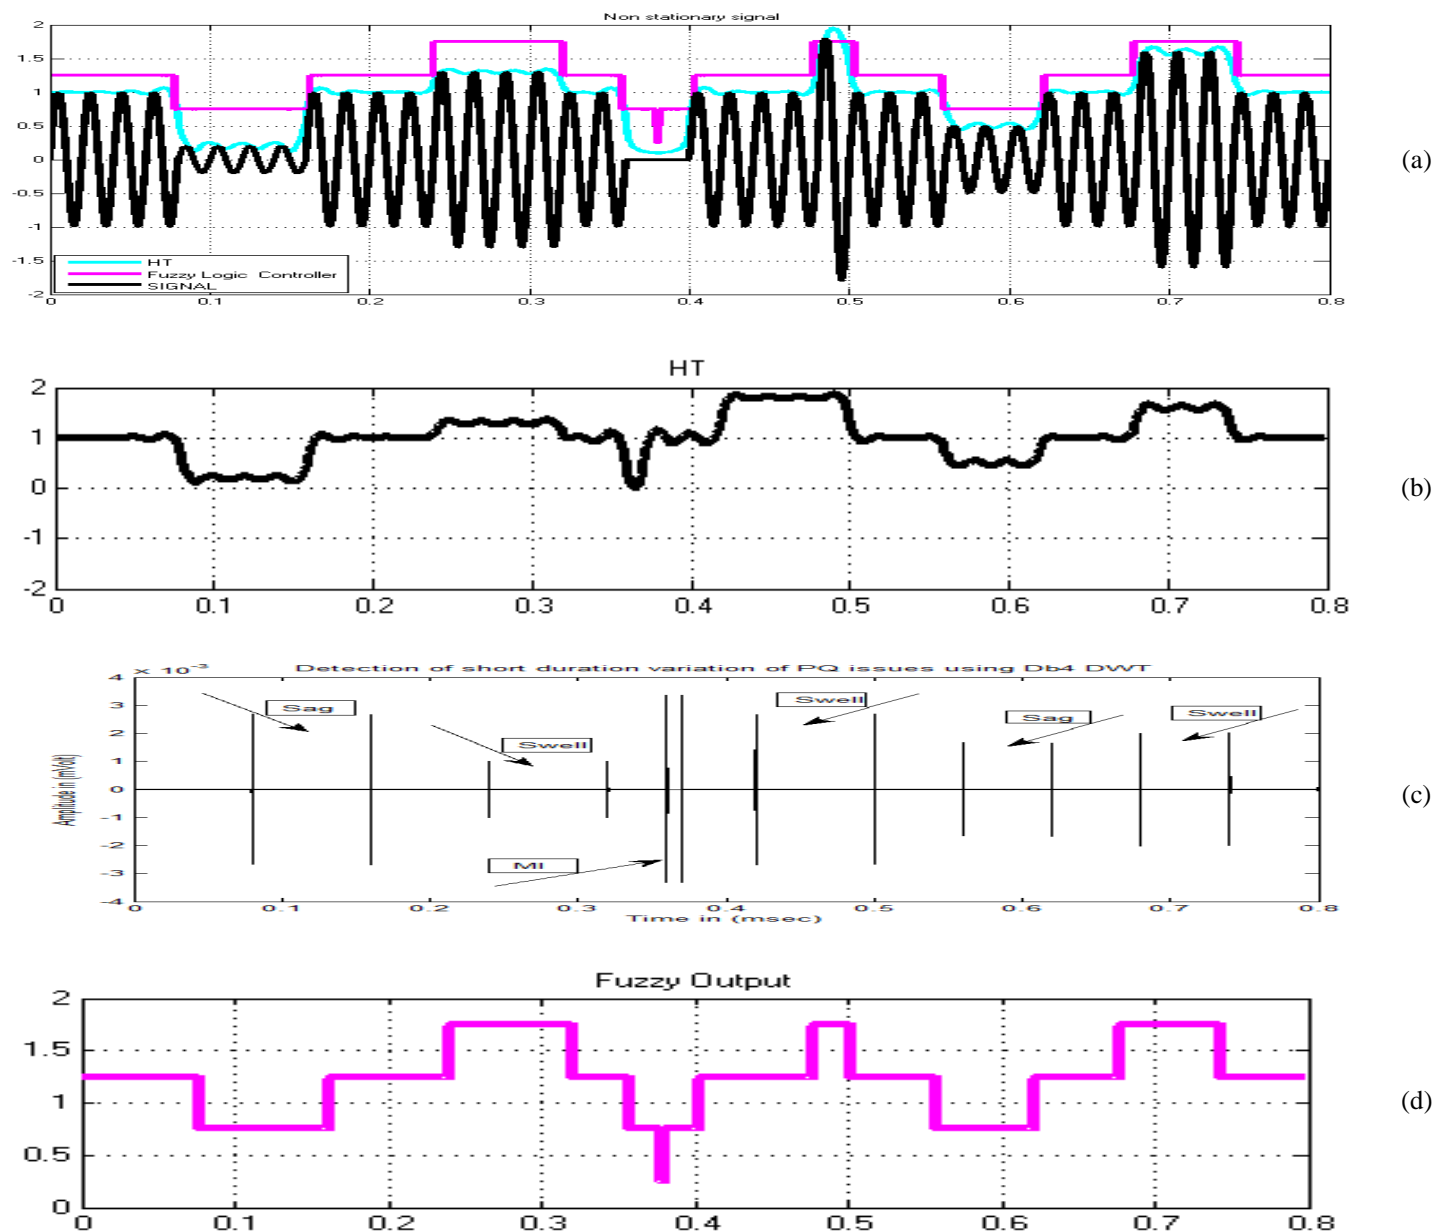 Non stationary signal
2
1.5
1
0.5
0
-0.5
-1
-1.5
-2
HT
Fuzzy Logic Controller
SIGNAL
0 0.1 0.2 0.3 0.4 0.5 0.6 0.7 0.8
(a)
HT
2
1
0
-1
-2
0 0.1 0.2 0.3 0.4 0.5 0.6 0.7 0.8
(b)
× 10⁻³ Detection of short duration variation of PQ issues using Db4 DWT
4
3
2
1
0
-1
-2
-3
-4
Amplitude in (mVolt)
Sag
Swell
MI
Swell
Sag
Swell
0 0.1 0.2 0.3 0.4 0.5 0.6 0.7 0.8
Time in (msec)
(c)
Fuzzy Output
2
1.5
1
0.5
0
0 0.1 0.2 0.3 0.4 0.5 0.6 0.7 0.8
(d)